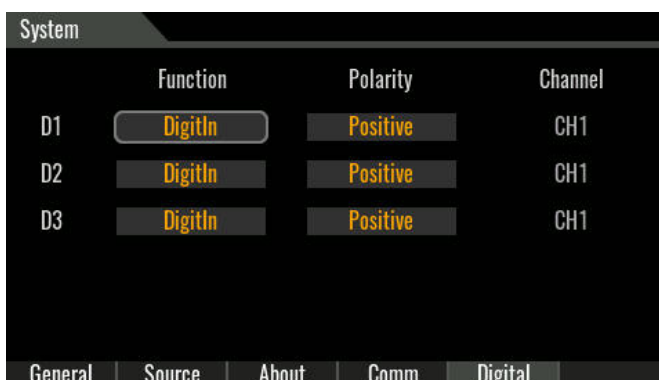 System
Function Polarity Channel
D1 DigitIn Positive CH1
D2 DigitIn Positive CH1
D3 DigitIn Positive CH1
General Source About Comm Digital